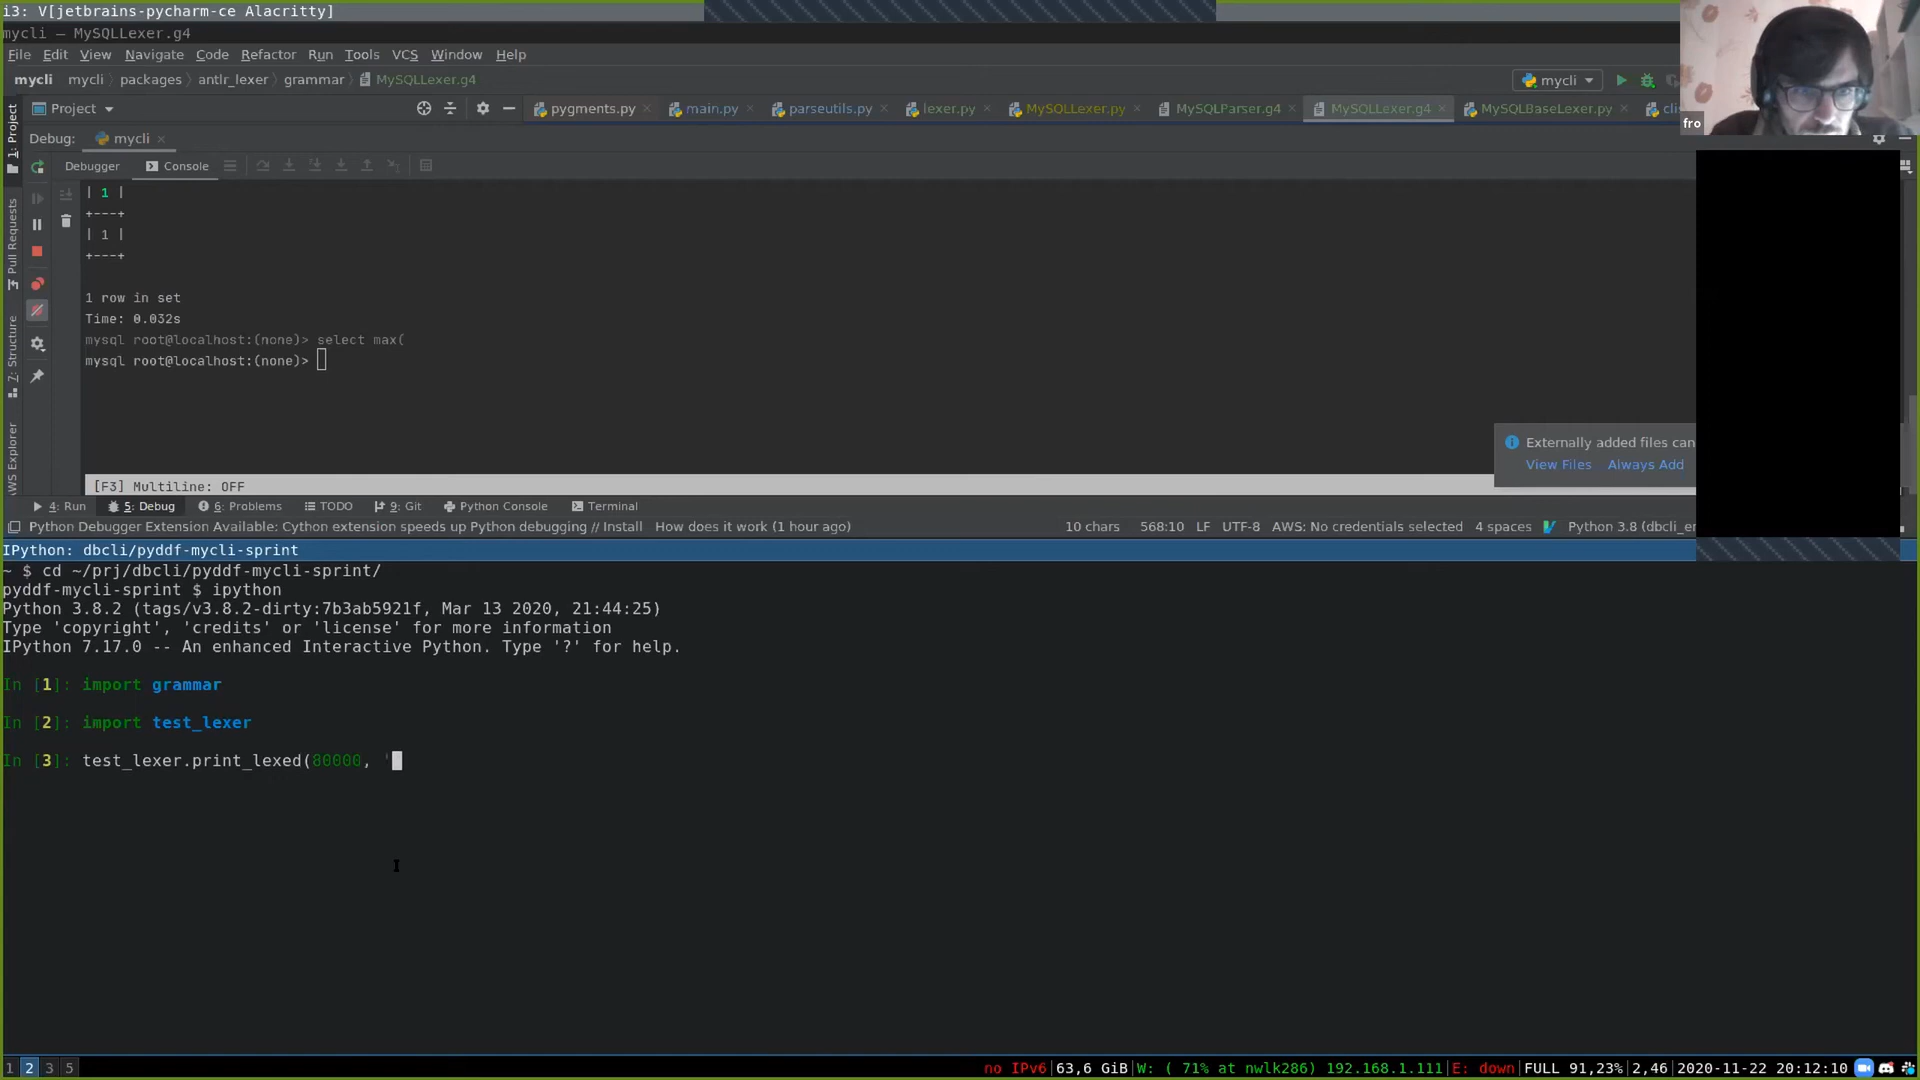 i3: V[jetbrains-pycharm-ce Alacritty]
mycli – MySQLLexer.g4
File Edit View Navigate Code Refactor Run Tools VCS Window Help
mycli mycli packages antlr_lexer grammar MySQLLexer.g4 mycli
1: Project
Project pygments.py main.py parseutils.py lexer.py MySQLLexer.py MySQLParser.g4 MySQLLexer.g4 MySQLBaseLexer.py
fro
Debug: mycli
Debugger Console
Pull Requests
7: Structure
AWS Explorer
| 1 |
+---+
| 1 |
+---+
1 row in set
Time: 0.032s
mysql root@localhost:(none)> select max(
mysql root@localhost:(none)>
Externally added files can
View Files Always Add
[F3] Multiline: OFF
4: Run 5: Debug 6: Problems TODO 9: Git Python Console Terminal
Python Debugger Extension Available: Cython extension speeds up Python debugging // Install How does it work (1 hour ago) 10 chars 568:10 LF UTF-8 AWS: No credentials selected 4 spaces Python 3.8 (dbcli_
IPython: dbcli/pyddf-mycli-sprint
~ $ cd ~/prj/dbcli/pyddf-mycli-sprint/
pyddf-mycli-sprint $ ipython
Python 3.8.2 (tags/v3.8.2-dirty:7b3ab5921f, Mar 13 2020, 21:44:25)
Type 'copyright', 'credits' or 'license' for more information
IPython 7.17.0 -- An enhanced Interactive Python. Type '?' for help.
In [1]: import grammar
In [2]: import test_lexer
In [3]: test_lexer.print_lexed(80000, '
1 2 3 5
no IPv6|63,6 GiB|W: ( 71% at nwlk286) 192.168.1.111|E: down|FULL 91,23%|2,46|2020-11-22 20:12:10